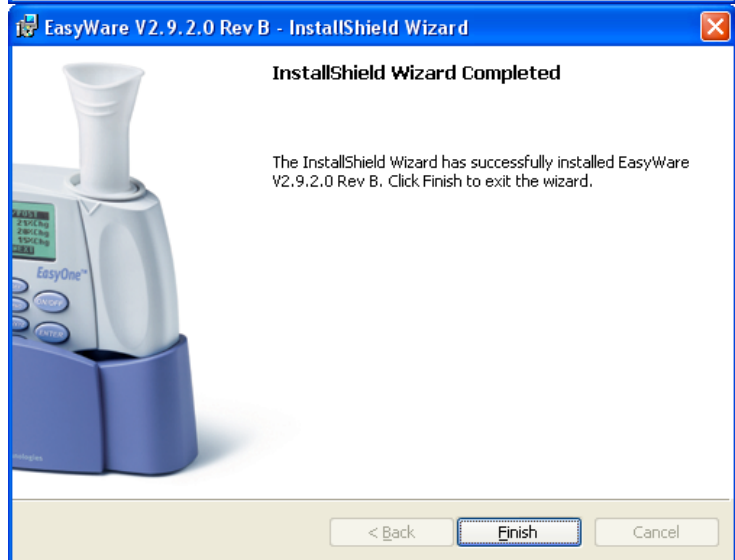 EasyWare V2.9.2.0 Rev B - InstallShield Wizard
InstallShield Wizard Completed
The InstallShield Wizard has successfully installed EasyWare
V2.9.2.0 Rev B. Click Finish to exit the wizard.
EasyOne™
ON/OFF
ENTER
< Back
Finish
Cancel